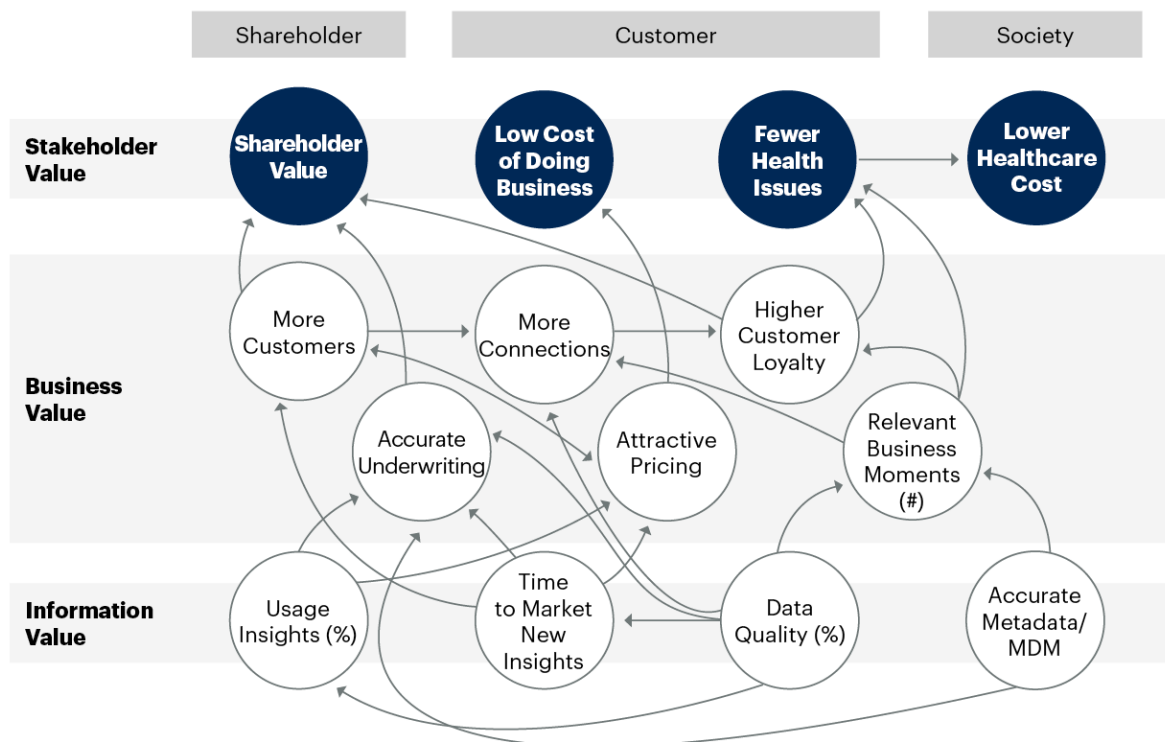 Shareholder
Customer
Society
Stakeholder
Value
Shareholder
Value
Low Cost
of Doing
Business
Fewer
Health
Issues
Lower
Healthcare
Cost
Business
Value
More
Customers
More
Connections
Higher
Customer
Loyalty
Accurate
Underwriting
Attractive
Pricing
Relevant
Business
Moments
(#)
Information
Value
Usage
Insights (%)
Time
to Market
New
Insights
Data
Quality (%)
Accurate
Metadata/
MDM